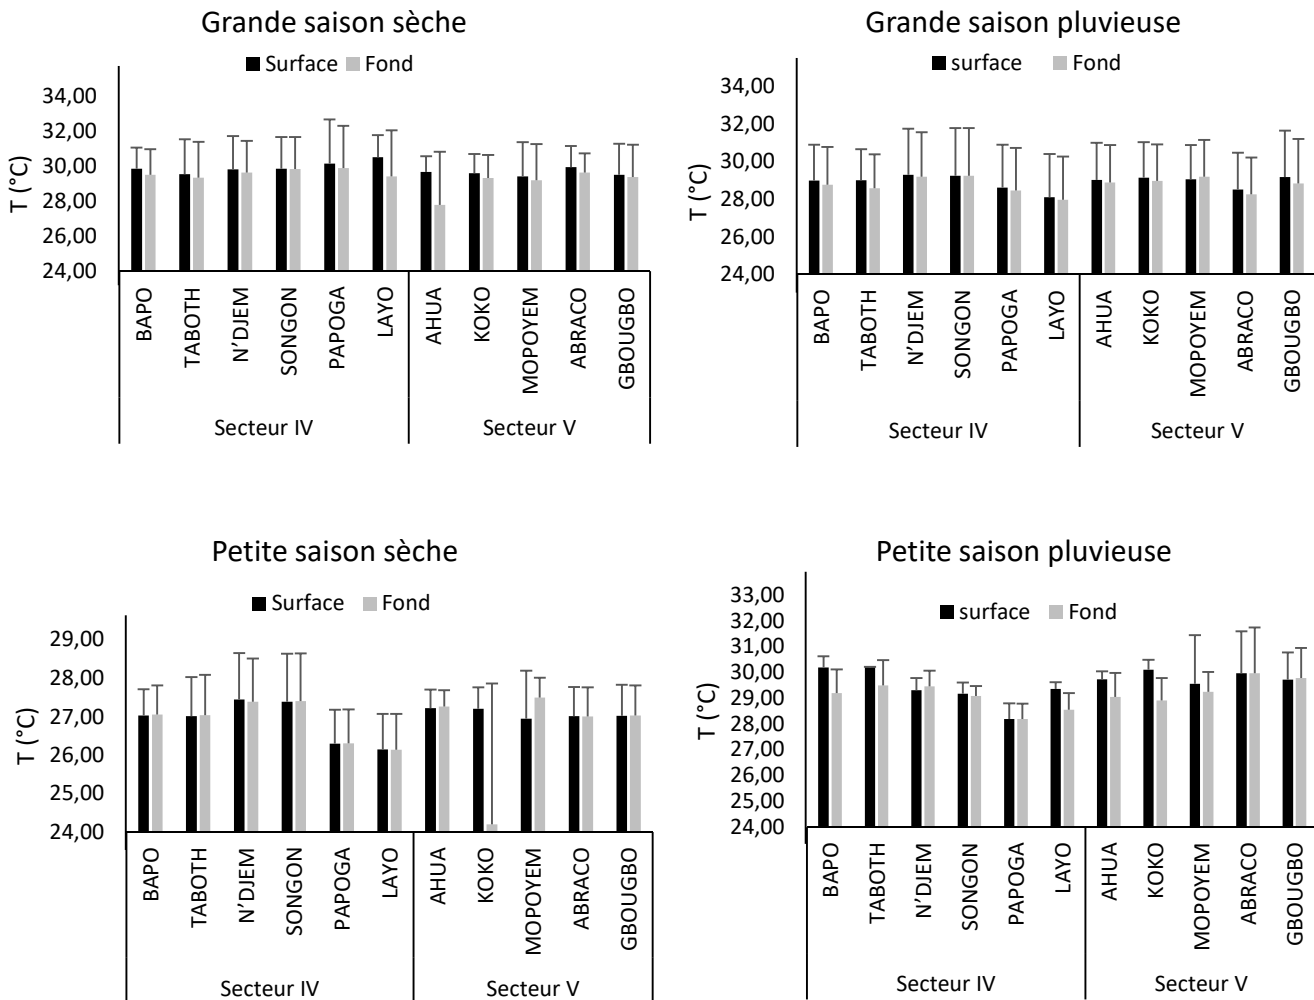 Grande saison sèche
Surface Fond
34,00
32,00
30,00
28,00
26,00
24,00
T (°C)
BAPO
TABOTH
N'DJEM
SONGON
PAPOGA
LAYO
AHUA
KOKO
MOPOYEM
ABRACO
GBOUGBO
Secteur IV
Secteur V
Grande saison pluvieuse
surface Fond
34,00
32,00
30,00
28,00
26,00
24,00
T (°C)
BAPO
TABOTH
N'DJEM
SONGON
PAPOGA
LAYO
AHUA
KOKO
MOPOYEM
ABRACO
GBOUGBO
Secteur IV
Secteur V
Petite saison sèche
Surface Fond
29,00
28,00
27,00
26,00
25,00
24,00
T (°C)
BAPO
TABOTH
N'DJEM
SONGON
PAPOGA
LAYO
AHUA
KOKO
MOPOYEM
ABRACO
GBOUGBO
Secteur IV
Secteur V
Petite saison pluvieuse
surface Fond
33,00
32,00
31,00
30,00
29,00
28,00
27,00
26,00
25,00
24,00
T (°C)
BAPO
TABOTH
N'DJEM
SONGON
PAPOGA
LAYO
AHUA
KOKO
MOPOYEM
ABRACO
GBOUGBO
Secteur IV
Secteur V